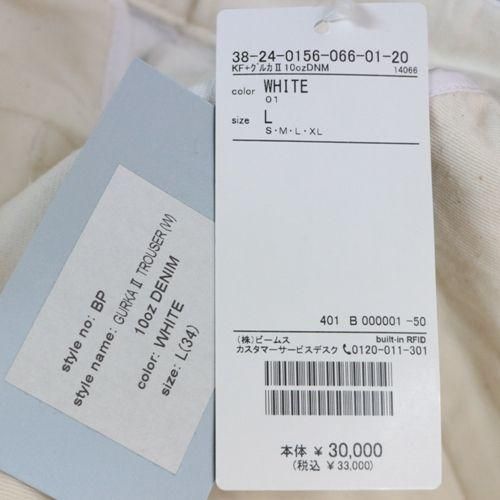 38-24-0156-066-01-20
KF+グルカⅡ10ozDNM
14066
color WHITE
01
size L
S・M・L・XL
401 B 000001 -50
(株)ビームス built-in RFID
カスタマーサービスデスク 0120-011-301
本体 ¥ 30,000
(税込 ¥ 33,000)
style no: BP
style name: GURKA Ⅱ TROUSER(W)
10oz DENIM
color: WHITE
size: L(34)